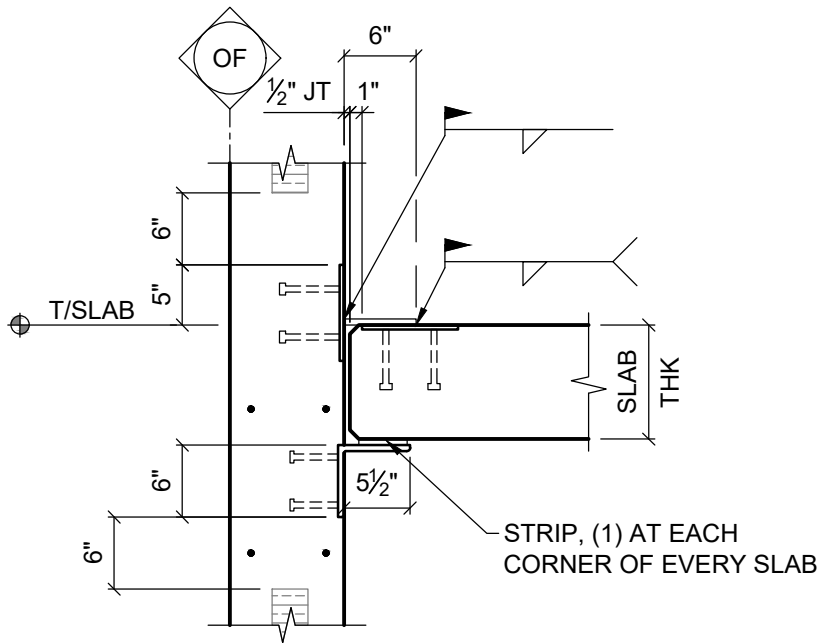 6"
OF
½" JT
1"
6"
5"
T/SLAB
SLAB
THK
6"
5½"
6"
STRIP, (1) AT EACH
CORNER OF EVERY SLAB